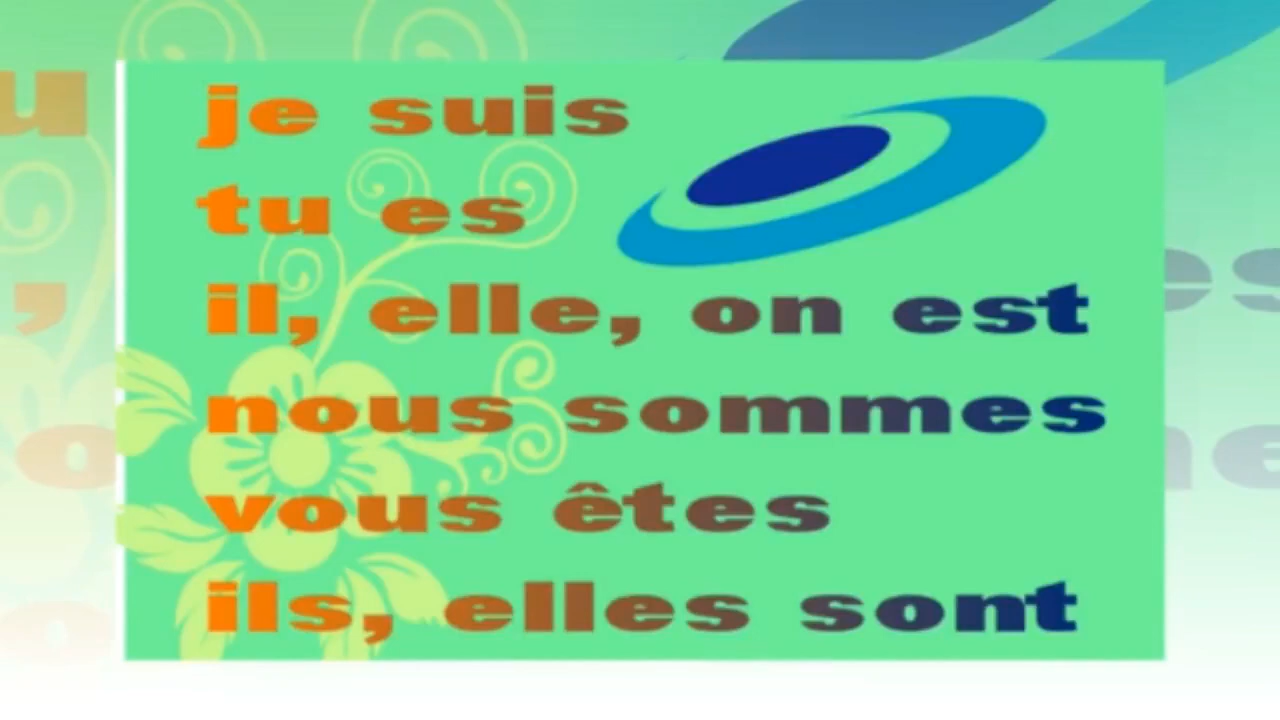 je suis
tu es
il, elle, on est
nous sommes
vous êtes
ils, elles sont